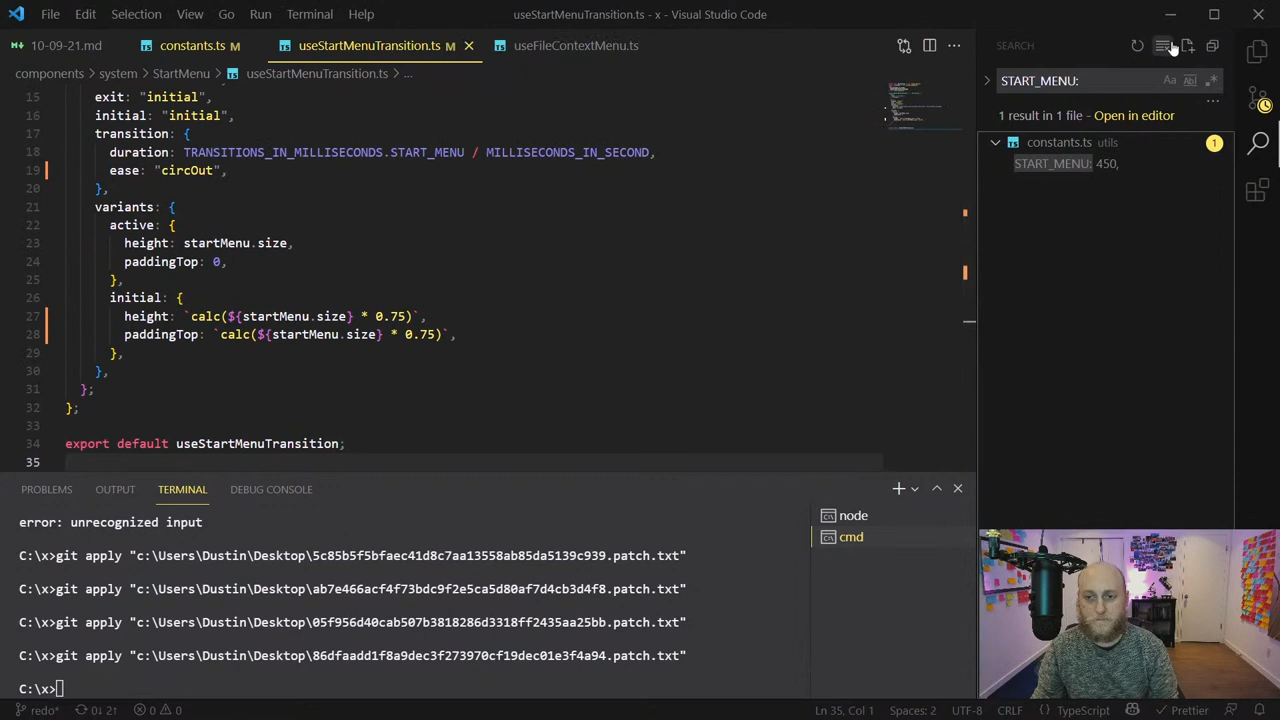 File Edit Selection View Go Run Terminal Help
useStartMenuTransition.ts - x - Visual Studio Code
10-09-21.md
constants.ts M
useStartMenuTransition.ts M
useFileContextMenu.ts
components > system > StartMenu > useStartMenuTransition.ts > ...
15 exit: "initial",
16 initial: "initial",
17 transition: {
18 duration: TRANSITIONS_IN_MILLISECONDS.START_MENU / MILLISECONDS_IN_SECOND,
19 ease: "circOut",
20 },
21 variants: {
22 active: {
23 height: startMenu.size,
24 paddingTop: 0,
25 },
26 initial: {
27 height: `calc(${startMenu.size} * 0.75)`,
28 paddingTop: `calc(${startMenu.size} * 0.75)`,
29 },
30 },
31 };
32 };
33
34 export default useStartMenuTransition;
35
SEARCH
START_MENU:
1 result in 1 file - Open in editor
constants.ts utils
1
START_MENU: 450,
PROBLEMS OUTPUT TERMINAL DEBUG CONSOLE
error: unrecognized input
C:\x>git apply "c:\Users\Dustin\Desktop\5c85b5f5bfaec41d8c7aa13558ab85da5139c939.patch.txt"
C:\x>git apply "c:\Users\Dustin\Desktop\ab7e466acf4f73bdc9f2e5ca5d80af7d4cb3d4f8.patch.txt"
C:\x>git apply "c:\Users\Dustin\Desktop\05f956d40cab507b3818286d3318ff2435aa25bb.patch.txt"
C:\x>git apply "c:\Users\Dustin\Desktop\86dfaadd1f8a9dec3f273970cf19dec01e3f4a94.patch.txt"
C:\x>
node
cmd
redo* 0↓ 2↑ 0 0
Ln 35, Col 1 Spaces: 2 UTF-8 CRLF TypeScript Prettier